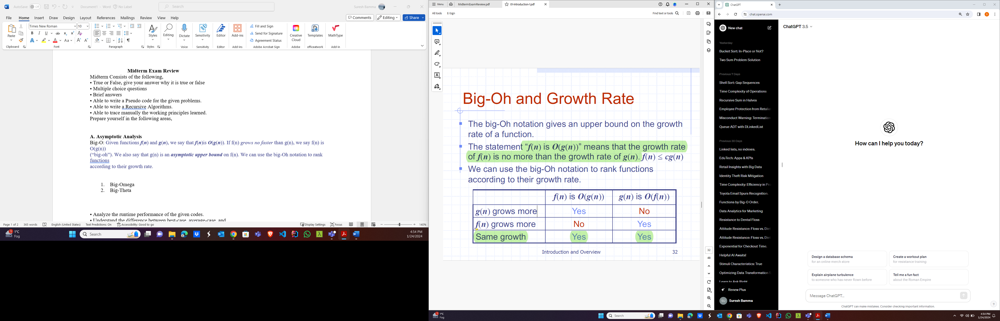 AutoSave Off Document1 - Word No Label Search Suresh Bamma
File Home Insert Draw Design Layout References Mailings Review View Help Comments Editing Share
Times New Roman 10
Paste
B I U ab x₂ x² A
A A Aa A A
Styles Editing Dictate Sensitivity Editor Add-ins
Fill and Sign
Send for Signature
Agreement Status
Creative Cloud Templates MathType
Clipboard Font Paragraph Styles Voice Sensitivity Editor Add-ins Adobe Acrobat Sign Adobe officeatwork Add-in
Midterm Exam Review
Midterm Consists of the following,
• True or False, give your answer why it is true or false
• Multiple choice questions
• Brief answers
• Able to write a Pseudo code for the given problems.
• Able to write a Recursive Algorithms.
• Able to trace manually the working principles learned.
Prepare yourself in the following areas,
A. Asymptotic Analysis
Big-O: Given functions f(n) and g(n), we say that f(n)is O(g(n)). If f(n) grows no faster than g(n), we say f(n) is
O(g(n))
(“big-oh”). We also say that g(n) is an asymptotic upper bound on f(n). We can use the big-Oh notation to rank
functions
according to their growth rate.
1. Big-Omega
2. Big-Theta
• Analyze the runtime performance of the given codes.
• Understand the difference between best-case, average-case, and
Page 1 of 2 365 words English (United States) Text Predictions: On Accessibility: Good to go Display Settings Focus 140%
1 1°C
Fog
Search
4:54 PM
1/24/2024
Menu MidtermExamReview.pdf 01-Introduction-1.pdf
All tools E-Sign Find text or tools
Big-Oh and Growth Rate
The big-Oh notation gives an upper bound on the growth
rate of a function.
The statement “f(n) is O(g(n))” means that the growth rate
of f(n) is no more than the growth rate of g(n). f(n) ≤ cg(n)
We can use the big-Oh notation to rank functions
according to their growth rate.
f(n) is O(g(n)) g(n) is O(f(n))
g(n) grows more Yes No
f(n) grows more No Yes
Same growth Yes Yes
Introduction and Overview 32
32
48
1 1°C
Fog
Search
ChatGPT
chat.openai.com
New chat
Yesterday
Bucket Sort: In-Place or Not?
Two Sum Problem Solution
Previous 7 Days
Shell Sort: Gap Sequences
Time Complexity of Operations
Recursive Sum in Halves
Employee Protection from Retalia
Misconduct Warning: Termination
Queue ADT with DLinkedList
Previous 30 Days
Linked lists, no indexes.
EduTech: Apps & KPIs
Retail Insights with Big Data
Identity Theft Risk Mitigation
Time Complexity: Efficiency in Pro
Toyota Email Spurs Recognition.
Functions by Big-O Order.
Data Analytics for Marketing
Resistance to Dental Floss
Attitude Resistance: Floss vs. Diet
Attitude Resistance: Floss vs. Diet
Exponential for Checkout Time.
Helpful AI Awaits!
Stimuli Characteristics: True
Optimizing Data Transformation S
Learn to Ask Right
Renew Plus
SU Suresh Bamma
ChatGPT 3.5
How can I help you today?
Design a database schema
for an online merch store
Create a workout plan
for resistance training
Explain airplane turbulence
to someone who has never flown before
Tell me a fun fact
about the Roman Empire
Message ChatGPT...
ChatGPT can make mistakes. Consider checking important information.
4:54 PM
1/24/2024